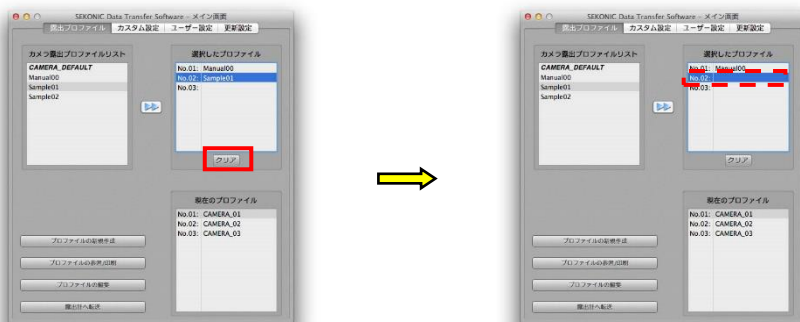 SEKONIC Data Transfer Software – メイン画面
露出プロファイル カスタム設定 ユーザー設定 更新設定
カメラ露出プロファイルリスト
CAMERA_DEFAULT
Manual00
Sample01
Sample02
選択したプロファイル
No.01: Manual00
No.02: Sample01
No.03:
クリア
現在のプロファイル
No.01: CAMERA_01
No.02: CAMERA_02
No.03: CAMERA_03
プロファイルの新規作成
プロファイルの参照/印刷
プロファイルの編集
露出計へ転送
SEKONIC Data Transfer Software – メイン画面
露出プロファイル カスタム設定 ユーザー設定 更新設定
カメラ露出プロファイルリスト
CAMERA_DEFAULT
Manual00
Sample01
Sample02
選択したプロファイル
No.01: Manual00
No.02:
No.03:
クリア
現在のプロファイル
No.01: CAMERA_01
No.02: CAMERA_02
No.03: CAMERA_03
プロファイルの新規作成
プロファイルの参照/印刷
プロファイルの編集
露出計へ転送